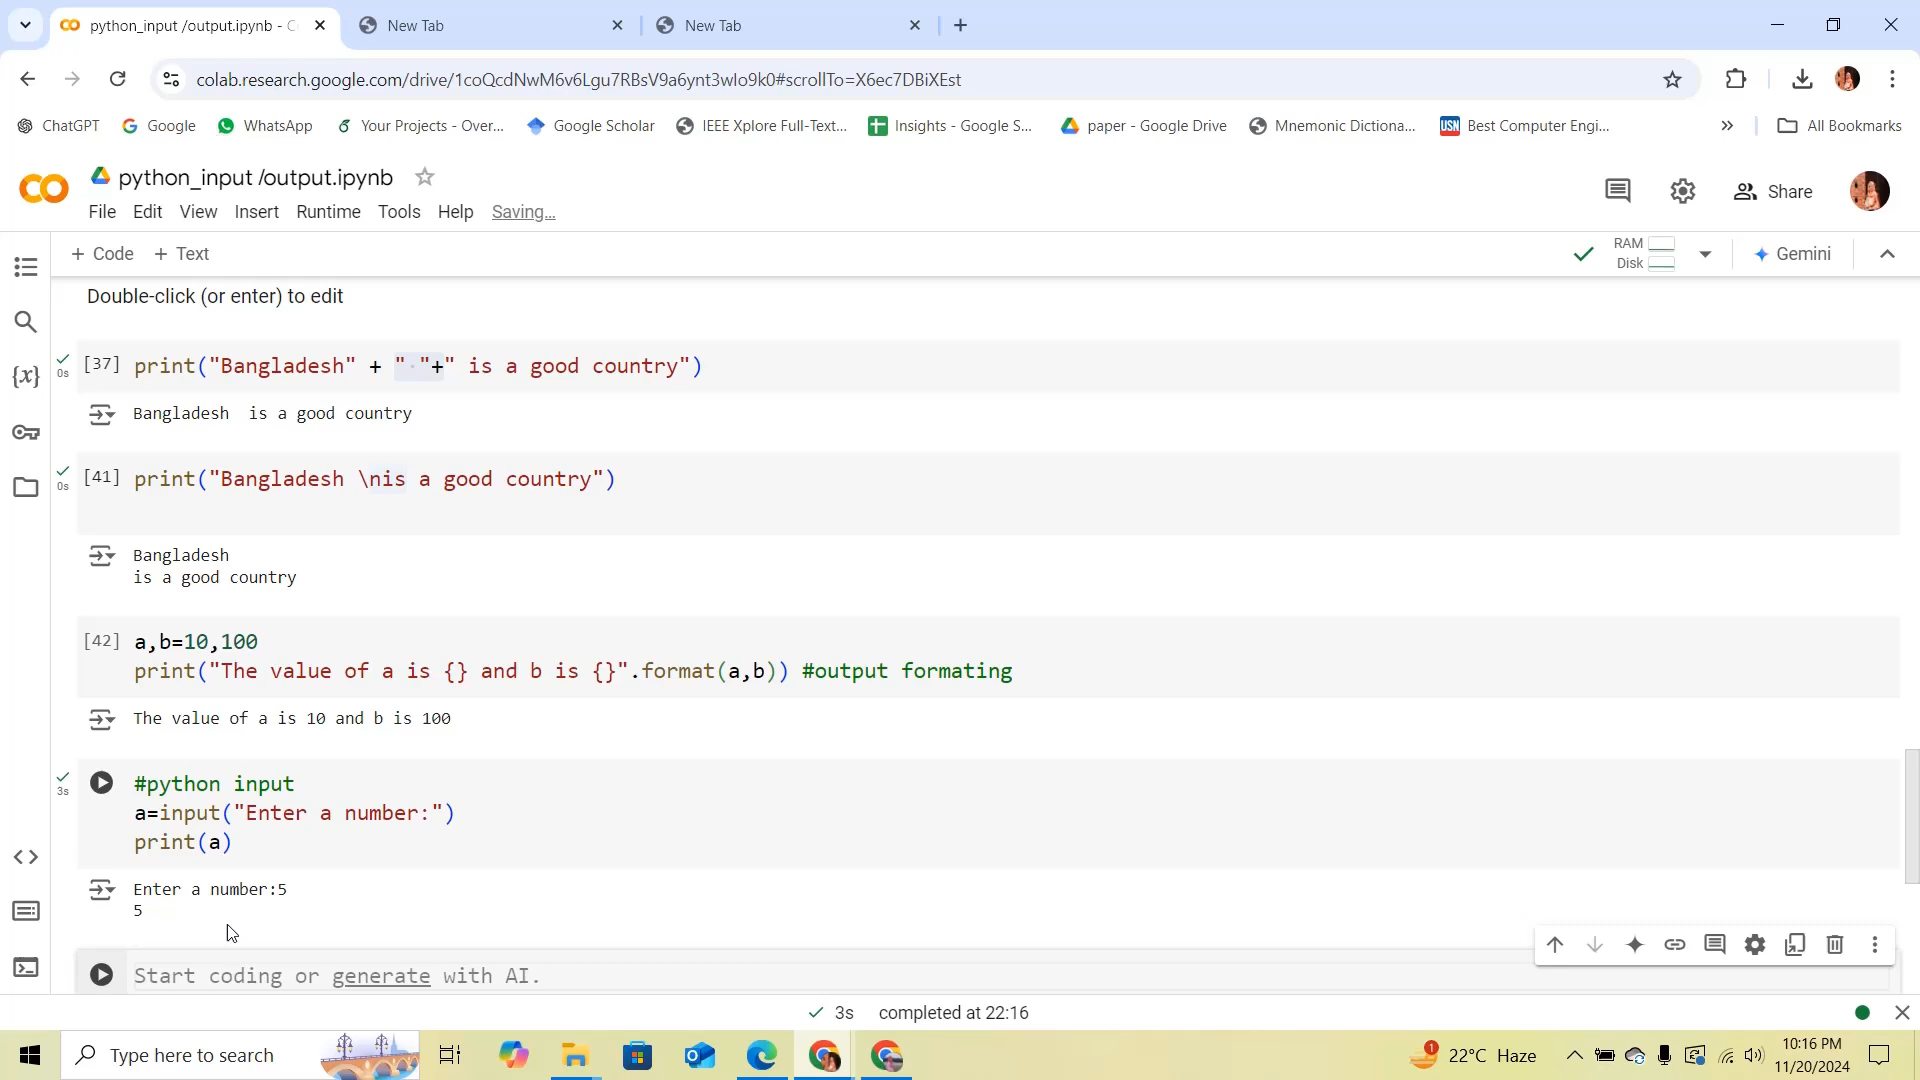 python_input /output.ipynb - C
New Tab
New Tab
colab.research.google.com/drive/1coQcdNwM6v6Lgu7RBsV9a6ynt3wIo9k0#scrollTo=X6ec7DBiXEst
ChatGPT
Google
WhatsApp
Your Projects - Over...
Google Scholar
IEEE Xplore Full-Text...
Insights - Google S...
paper - Google Drive
Mnemonic Dictiona...
USN
Best Computer Engi...
All Bookmarks
python_input /output.ipynb
File Edit View Insert Runtime Tools Help Saving...
Share
+ Code + Text
RAM
Disk
Gemini
Double-click (or enter) to edit
0s
[37] print("Bangladesh" + " "+" is a good country")
Bangladesh  is a good country
0s
[41] print("Bangladesh \nis a good country")
Bangladesh
is a good country
[42] a,b=10,100
print("The value of a is {} and b is {}".format(a,b)) #output formating
The value of a is 10 and b is 100
3s
#python input
a=input("Enter a number:")
print(a)
Enter a number:5
5
Start coding or generate with AI.
3s completed at 22:16
Type here to search
1
22°C Haze
10:16 PM
11/20/2024